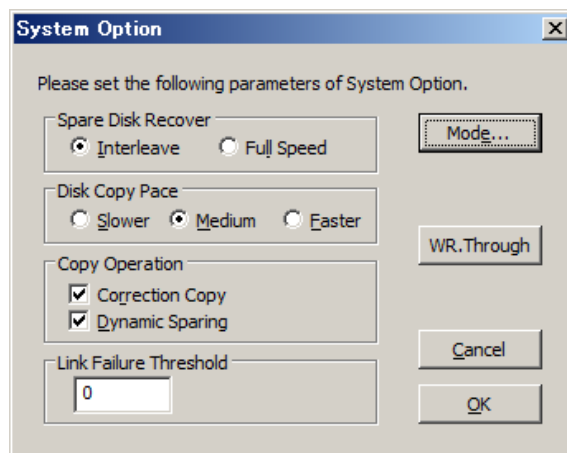 System Option
Please set the following parameters of System Option.
Spare Disk Recover
Interleave Full Speed
Mode...
Disk Copy Pace
Slower Medium Faster
WR.Through
Copy Operation
Correction Copy
Dynamic Sparing
Link Failure Threshold
0
Cancel
OK